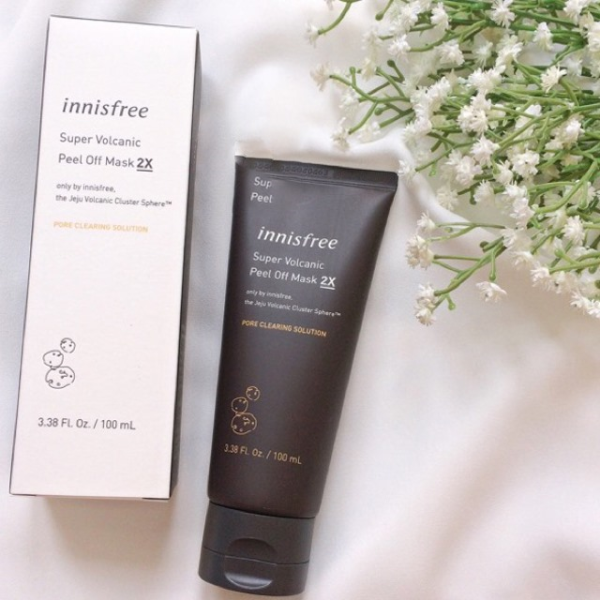 innisfree
Super Volcanic
Peel Off Mask 2X
only by innisfree,
the Jeju Volcanic Cluster Sphere™
PORE CLEARING SOLUTION
3.38 Fl. Oz. / 100 mL
Sup
Peel
innisfree
Super Volcanic
Peel Off Mask 2X
only by innisfree,
the Jeju Volcanic Cluster Sphere™
PORE CLEARING SOLUTION
3.38 Fl. Oz. / 100 mL